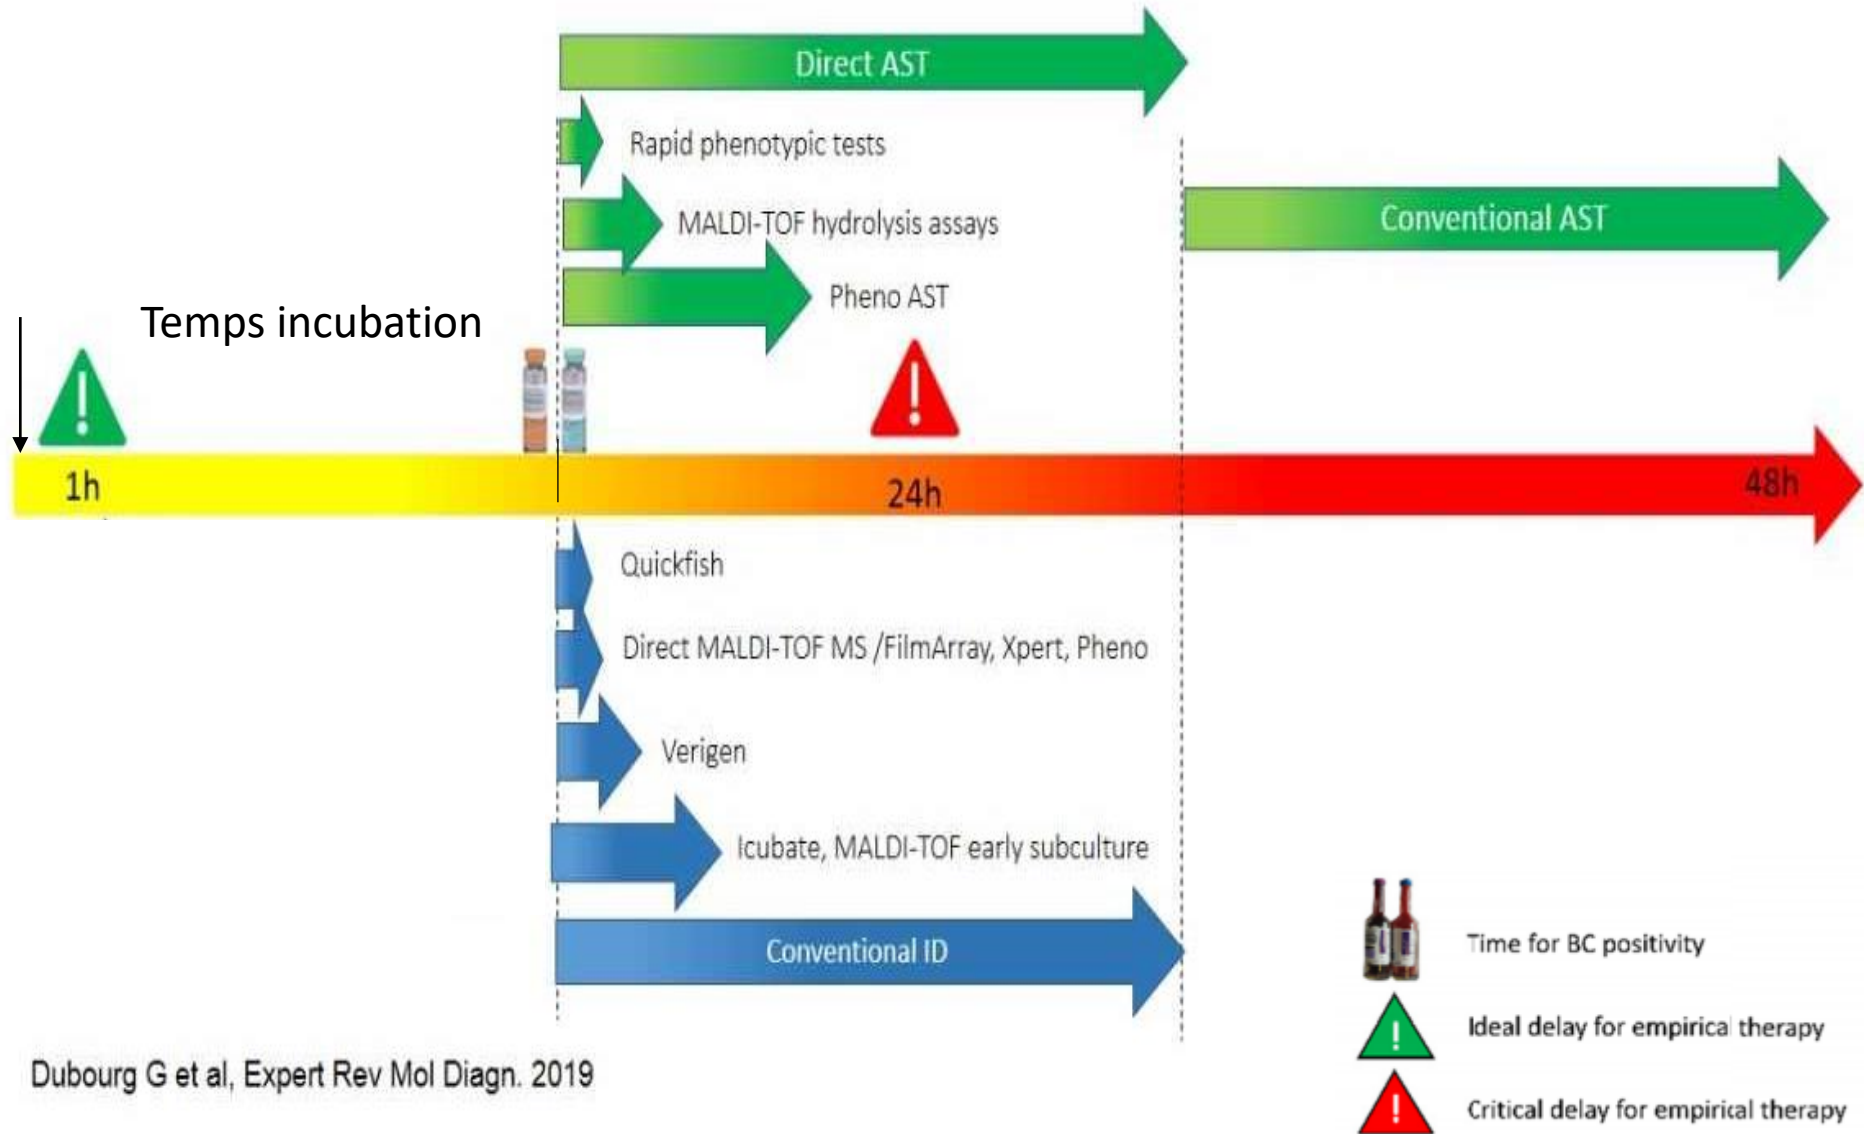 Direct AST
Rapid phenotypic tests
Conventional AST
MALDI-TOF hydrolysis assays
Pheno AST
Temps incubation
1h
24h
48h
Quickfish
Direct MALDI-TOF MS /FilmArray, Xpert, Pheno
Verigen
Icubate, MALDI-TOF early subculture
Conventional ID
Time for BC positivity
Ideal delay for empirical therapy
Critical delay for empirical therapy
Dubourg G et al, Expert Rev Mol Diagn. 2019